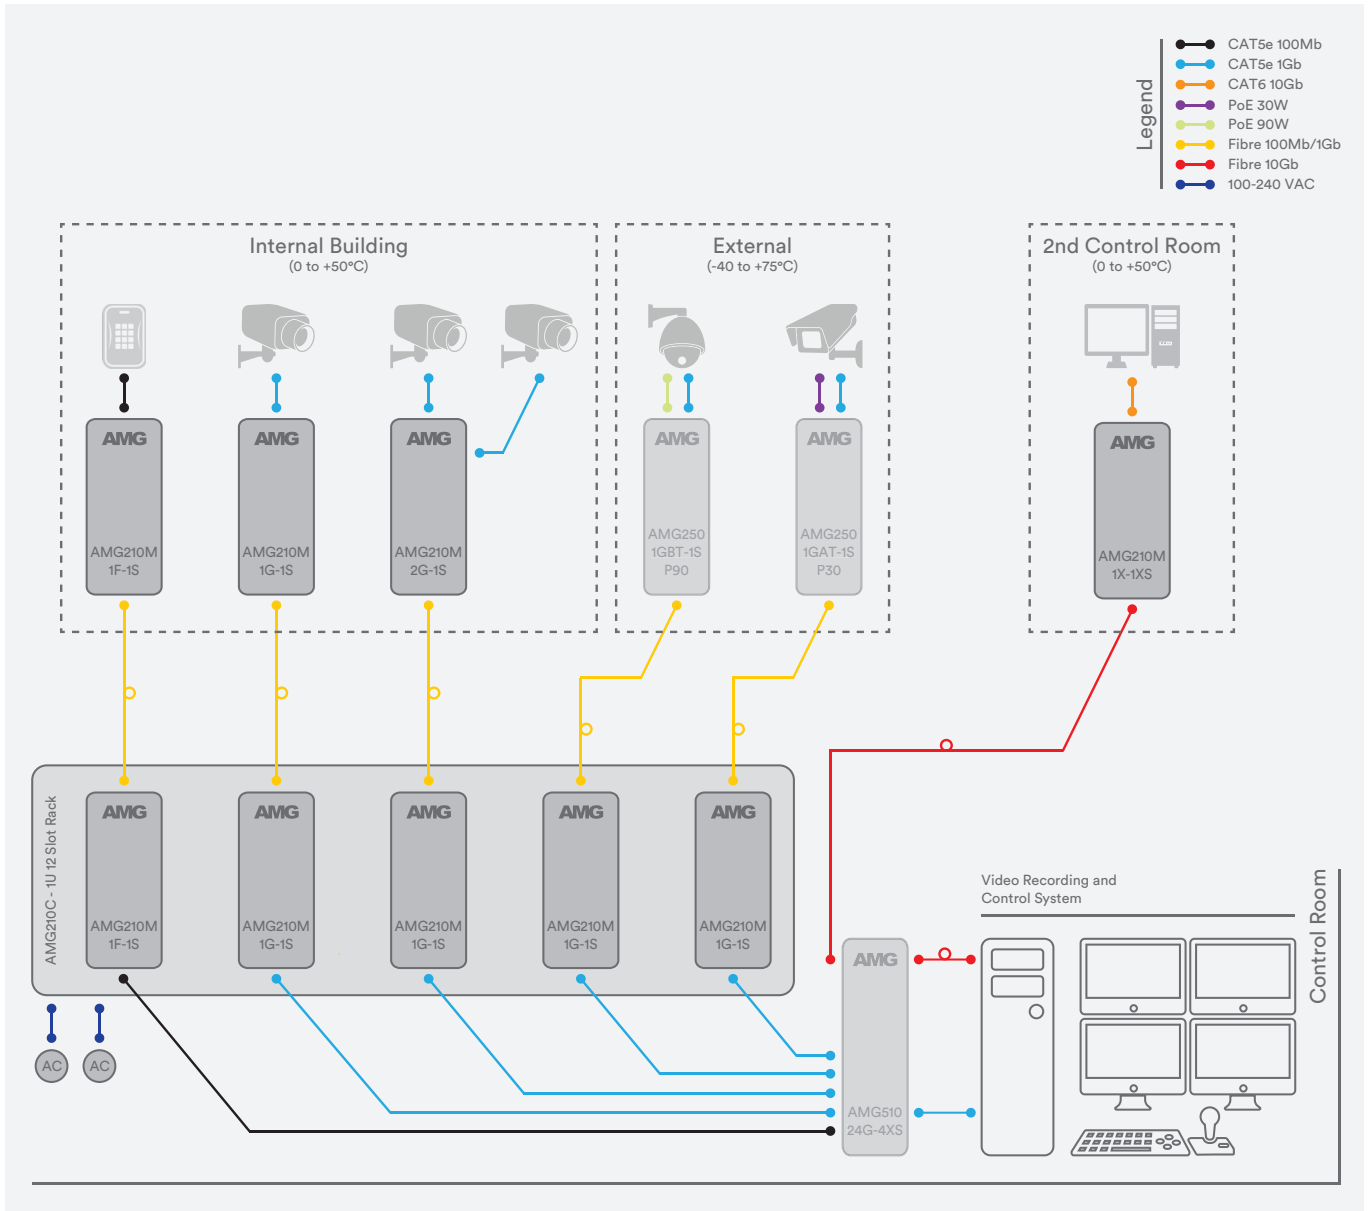 Legend
CAT5e 100Mb
CAT5e 1Gb
CAT6 10Gb
PoE 30W
PoE 90W
Fibre 100Mb/1Gb
Fibre 10Gb
100-240 VAC
Internal Building
(0 to +50°C)
External
(-40 to +75°C)
2nd Control Room
(0 to +50°C)
AMG
AMG210M
1F-1S
AMG
AMG210M
1G-1S
AMG
AMG210M
2G-1S
AMG
AMG250
1GBT-1S
P90
AMG
AMG250
1GAT-1S
P30
AMG
AMG210M
1X-1XS
AMG210C - 1U 12 Slot Rack
AMG
AMG210M
1F-1S
AMG
AMG210M
1G-1S
AMG
AMG210M
1G-1S
AMG
AMG210M
1G-1S
AMG
AMG210M
1G-1S
AC
AC
AMG
AMG510
24G-4XS
Video Recording and
Control System
Control Room